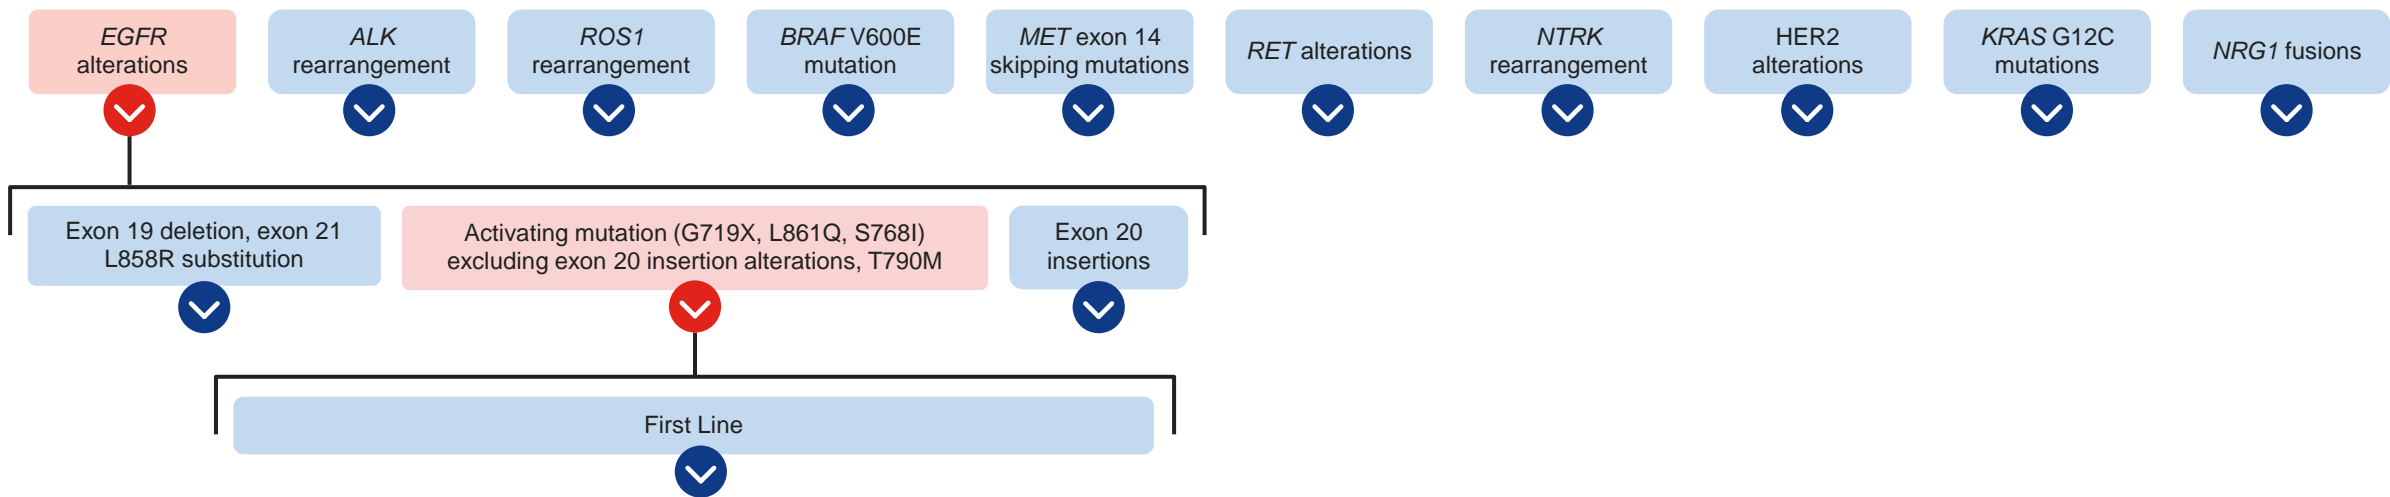 EGFR
alterations
ALK
rearrangement
ROS1
rearrangement
BRAF V600E
mutation
MET exon 14
skipping mutations
RET alterations
NTRK
rearrangement
HER2
alterations
KRAS G12C
mutations
NRG1 fusions
Exon 19 deletion, exon 21
L858R substitution
Activating mutation (G719X, L861Q, S768I)
excluding exon 20 insertion alterations, T790M
Exon 20
insertions
First Line